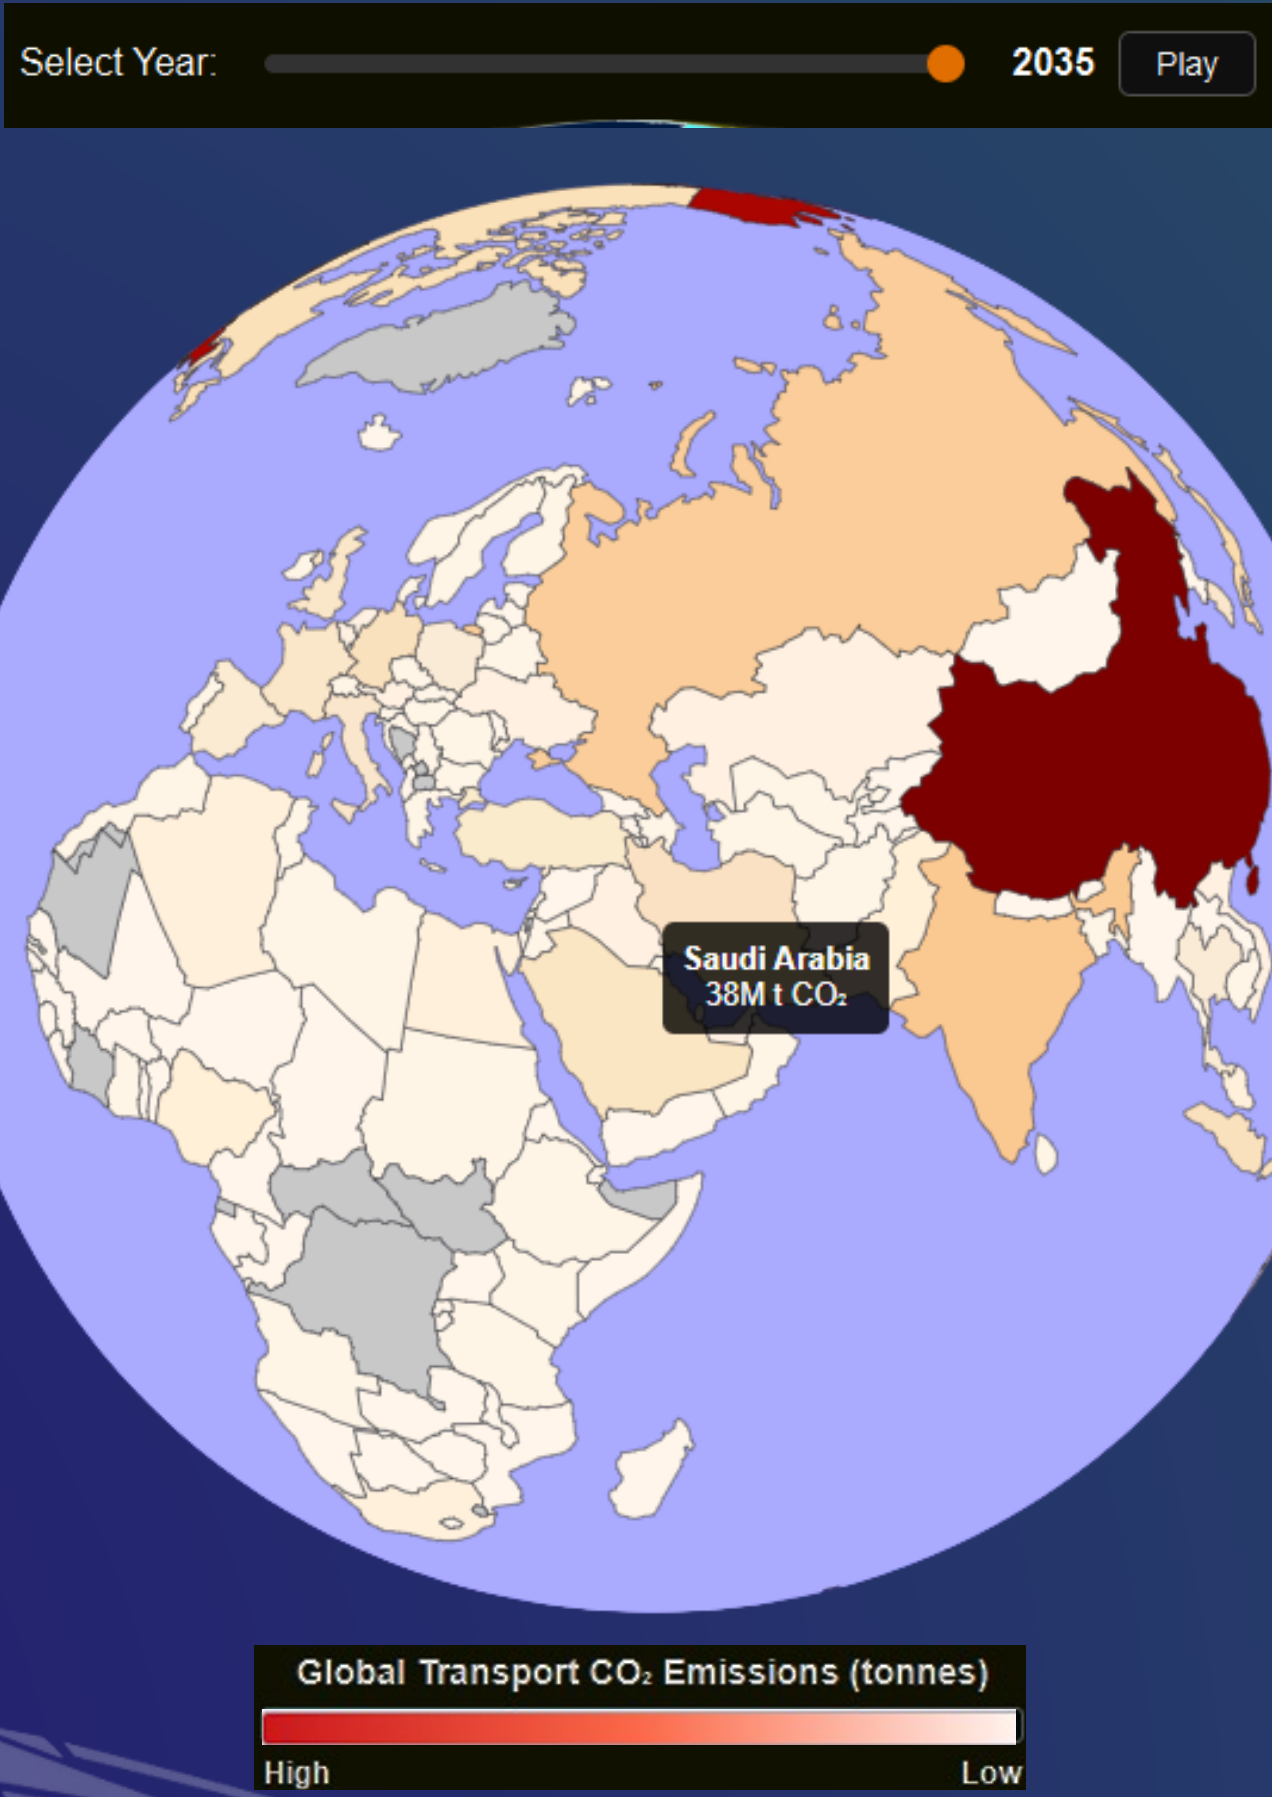 Select Year:
2035
Play
Saudi Arabia
38M t CO₂
Global Transport CO₂ Emissions (tonnes)
High
Low